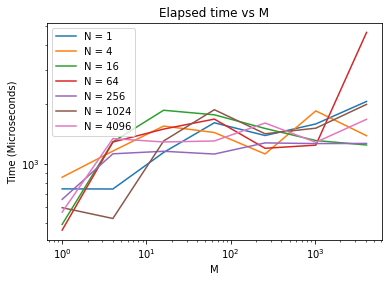 Elapsed time vs M
N = 1
N = 4
N = 16
N = 64
N = 256
N = 1024
N = 4096
Time (Microseconds)
10³
10⁰
10¹
10²
10³
M